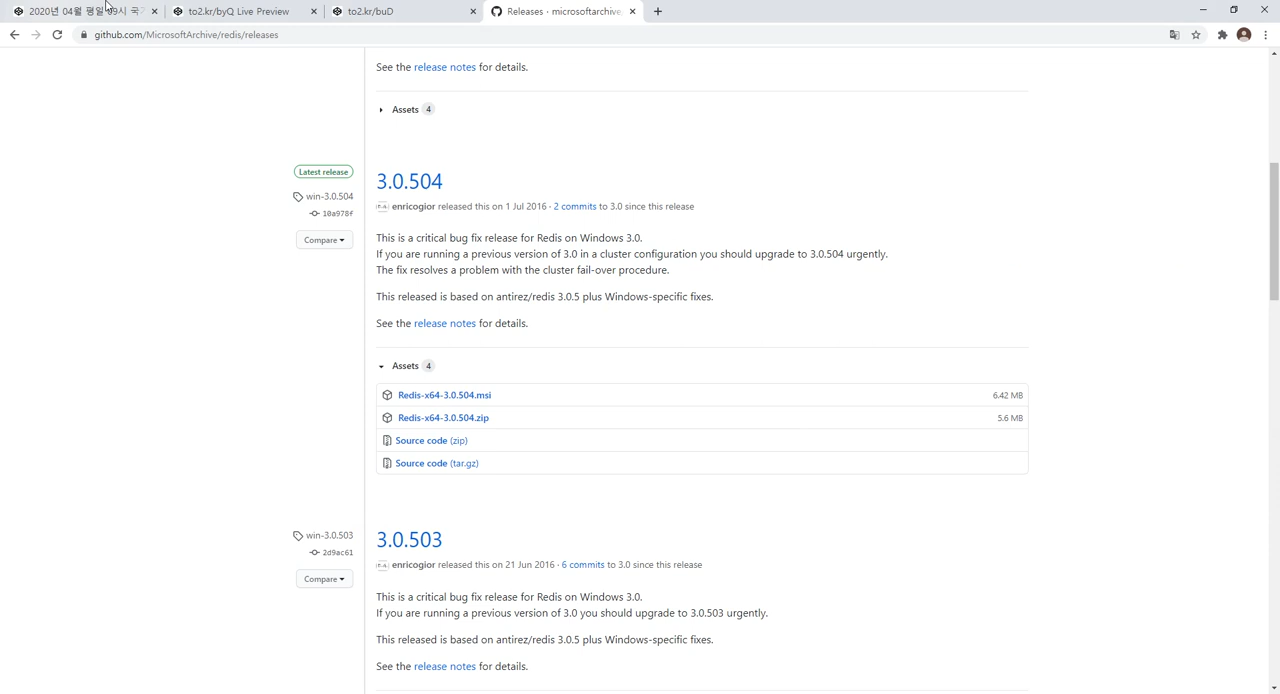 2020년 04월 평일 09시 국
to2.kr/byQ Live Preview
to2.kr/buD
Releases · microsoftarchive
github.com/MicrosoftArchive/redis/releases
See the release notes for details.
Assets 4
Latest release
3.0.504
win-3.0.504
enricogior released this on 1 Jul 2016 · 2 commits to 3.0 since this release
10a978f
Compare
This is a critical bug fix release for Redis on Windows 3.0.
If you are running a previous version of 3.0 in a cluster configuration you should upgrade to 3.0.504 urgently.
The fix resolves a problem with the cluster fail-over procedure.
This released is based on antirez/redis 3.0.5 plus Windows-specific fixes.
See the release notes for details.
Assets 4
Redis-x64-3.0.504.msi 6.42 MB
Redis-x64-3.0.504.zip 5.6 MB
Source code (zip)
Source code (tar.gz)
win-3.0.503
3.0.503
2d9ac61
enricogior released this on 21 Jun 2016 · 6 commits to 3.0 since this release
Compare
This is a critical bug fix release for Redis on Windows 3.0.
If you are running a previous version of 3.0 you should upgrade to 3.0.503 urgently.
This released is based on antirez/redis 3.0.5 plus Windows-specific fixes.
See the release notes for details.